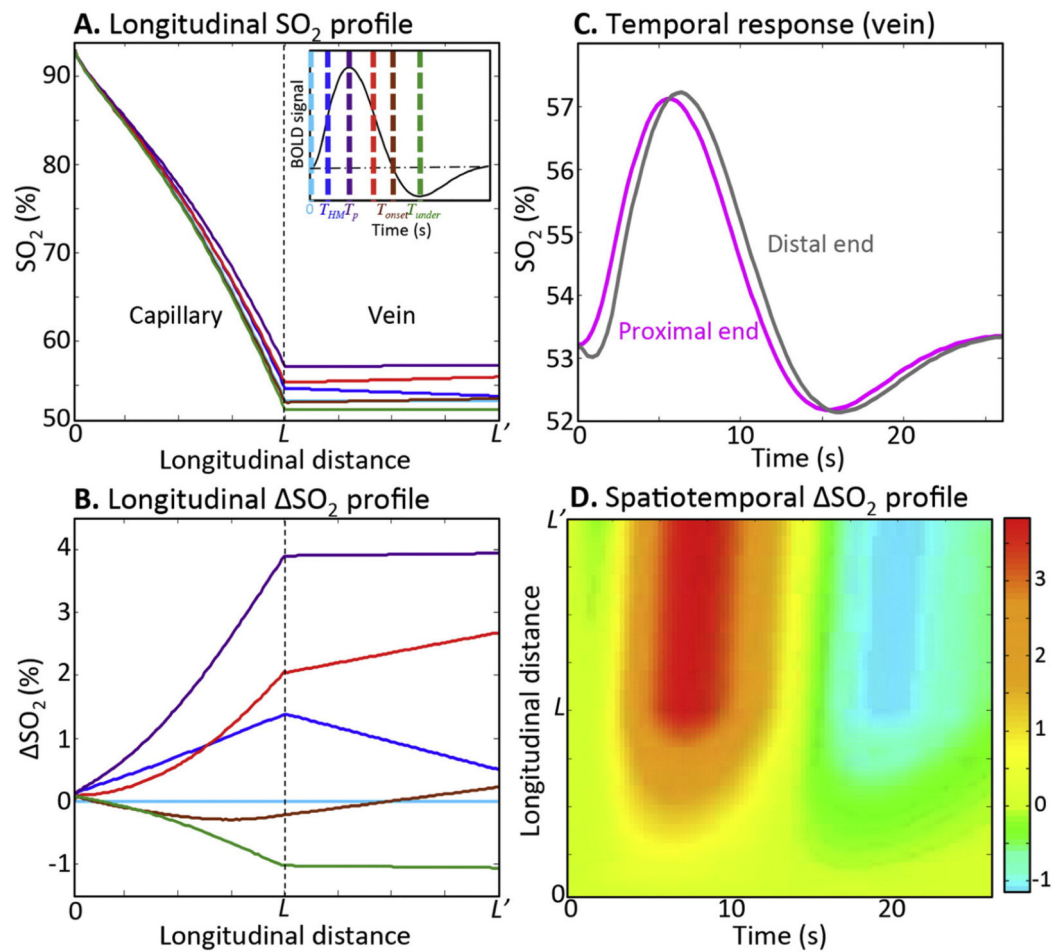 A. Longitudinal SO2 profile
SO2 (%)
90
80
70
60
50
Capillary
Vein
BOLD signal
0 THM Tp Tonset Tunder
Time (s)
0 L L'
Longitudinal distance
C. Temporal response (vein)
SO2 (%)
57
56
55
54
53
52
Distal end
Proximal end
0 10 20
Time (s)
B. Longitudinal ΔSO2 profile
ΔSO2 (%)
4
3
2
1
0
-1
0 L L'
Longitudinal distance
D. Spatiotemporal ΔSO2 profile
Longitudinal distance
L'
L
0
0 10 20
Time (s)
3
2
1
0
-1